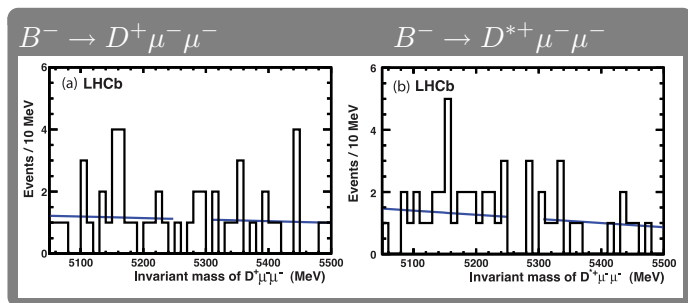 B⁻ → D⁺μ⁻μ⁻
B⁻ → D*⁺μ⁻μ⁻
(a) LHCb
Events / 10 MeV
6
4
2
0
5100 5200 5300 5400 5500
Invariant mass of D⁺μ⁻μ⁻ (MeV)
(b) LHCb
Events / 10 MeV
6
4
2
0
5100 5200 5300 5400 5500
Invariant mass of D*⁺μ⁻μ⁻ (MeV)